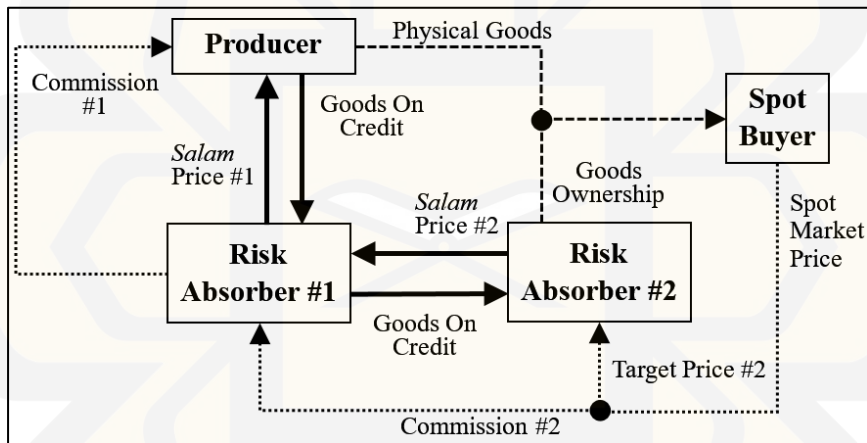 Producer
Physical Goods
Commission
#1
Goods On
Credit
Spot
Buyer
Salam
Price #1
Goods
Ownership
Salam
Price #2
Spot
Market
Price
Risk
Absorber #1
Risk
Absorber #2
Goods On
Credit
Target Price #2
Commission #2